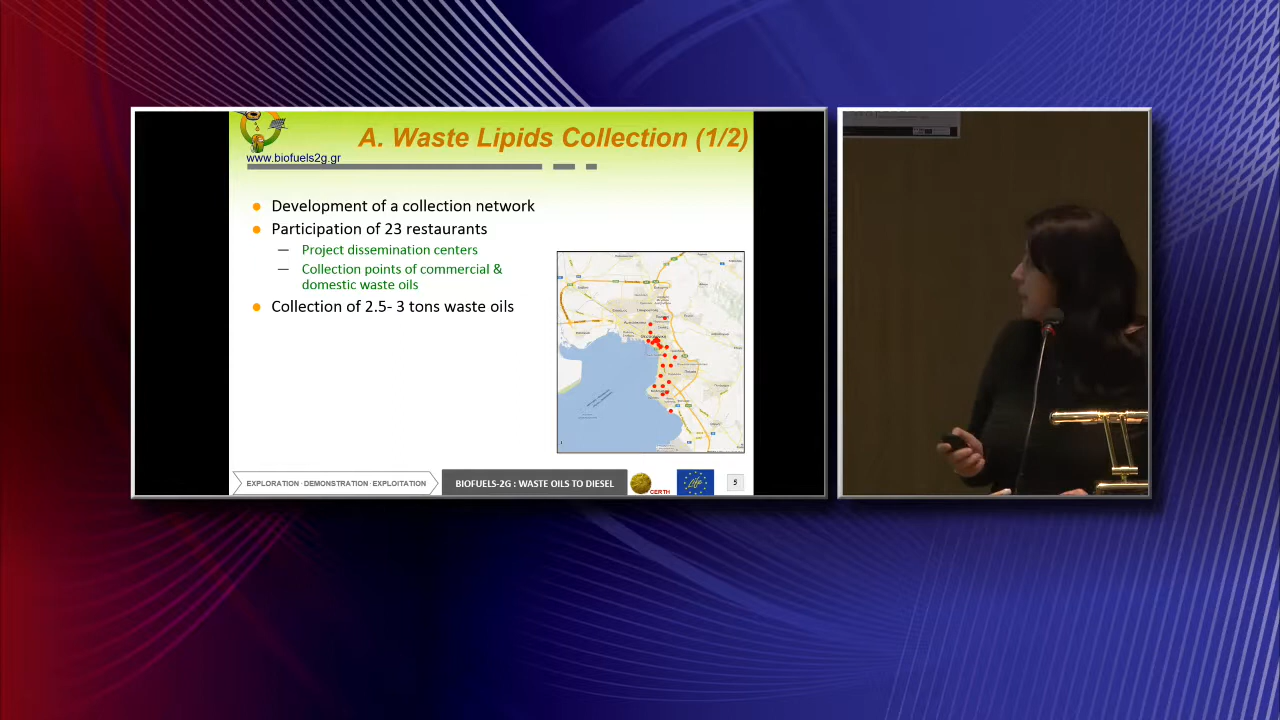 A. Waste Lipids Collection (1/2)
www.biofuels2g.gr
Development of a collection network
Participation of 23 restaurants
— Project dissemination centers
— Collection points of commercial &
domestic waste oils
Collection of 2.5- 3 tons waste oils
EXPLORATION · DEMONSTRATION · EXPLOITATION
BIOFUELS-2G : WASTE OILS TO DIESEL
CERTH
Life
5